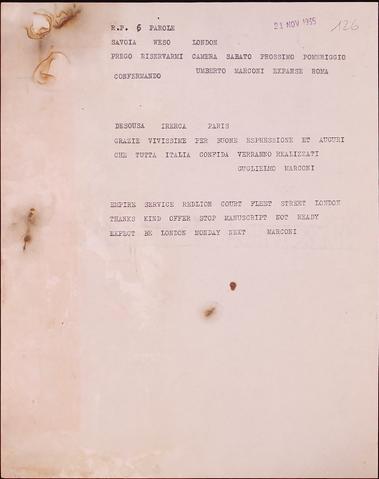 R.P. 6 PAROLE
21 NOV 1935
126
SAVOIA WESO LONDON
PREGO RISERVARMI CAMERA SABATO PROSSIMO POMERIGGIO
CONFERMANDO UMBERTO MARCONI EXPANSE ROMA
DESOUSA IRERCA PARIS
GRAZIE VIVISSIME PER BUONE ESPRESSIONE ET AUGURI
CHE TUTTA ITALIA CONFIDA VERRANNO REALIZZATI
GUGLIELMO MARCONI
EMPIRE SERVICE REDLION COURT FLEET STREET LONDON
THANKS KIND OFFER STOP MANUSCRIPT NOT READY
EXPECT BE LONDON MONDAY NEXT MARCONI